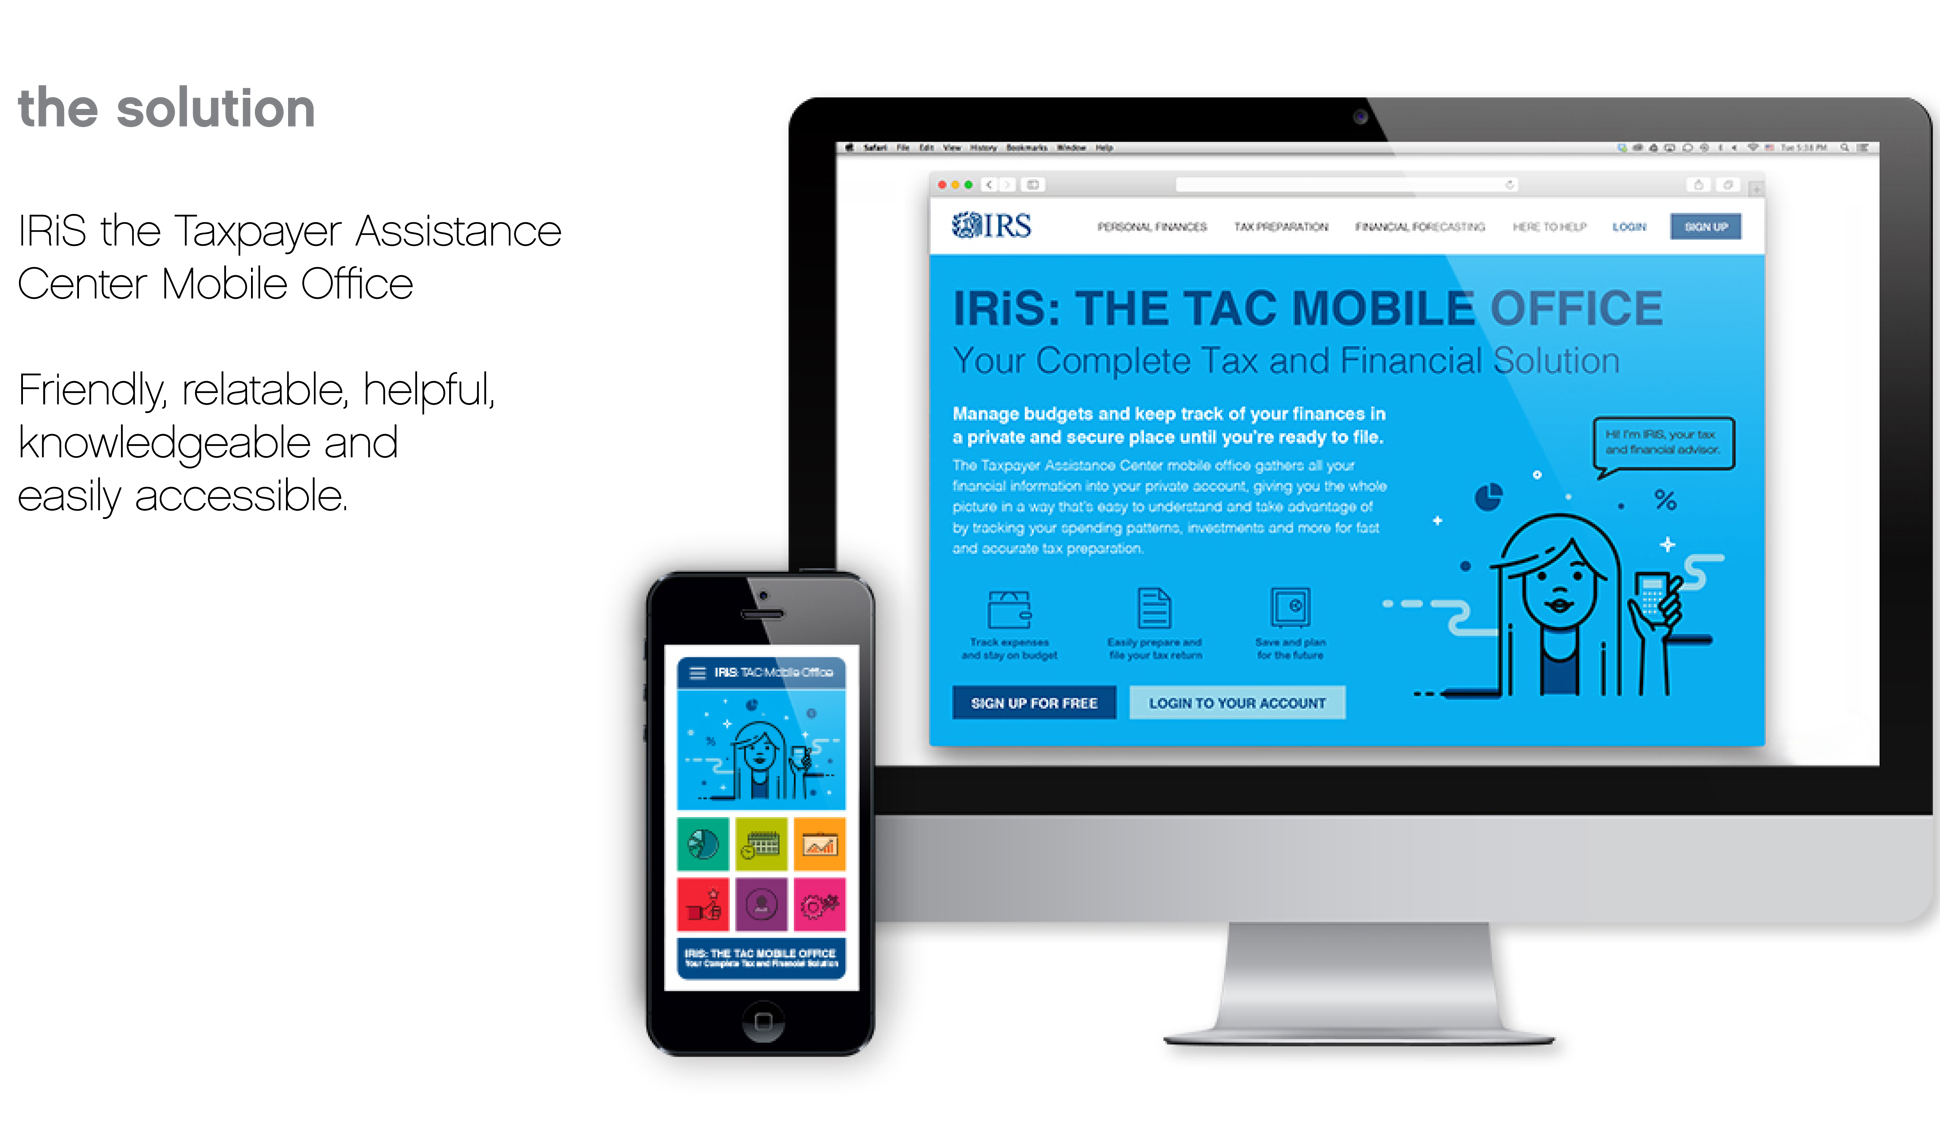 the solution
IRiS the Taxpayer Assistance
Center Mobile Office
Friendly, relatable, helpful,
knowledgeable and
easily accessible.
Safari File Edit View History Bookmarks Window Help
Tue 5:38 PM
IRS
PERSONAL FINANCES
TAX PREPARATION
FINANCIAL FORECASTING
HERE TO HELP
LOGIN
SIGN UP
IRiS: THE TAC MOBILE OFFICE
Your Complete Tax and Financial Solution
Manage budgets and keep track of your finances in
a private and secure place until you're ready to file.
The Taxpayer Assistance Center mobile office gathers all your
financial information into your private account, giving you the whole
picture in a way that's easy to understand and take advantage of
by tracking your spending patterns, investments and more for fast
and accurate tax preparation.
Hi! I'm IRiS, your tax
and financial advisor.
%
Track expenses
and stay on budget
Easily prepare and
file your tax return
Save and plan
for the future
SIGN UP FOR FREE
LOGIN TO YOUR ACCOUNT
IRiS: TAC Mobile Office
%
IRiS: THE TAC MOBILE OFFICE
Your Complete Tax and Financial Solution